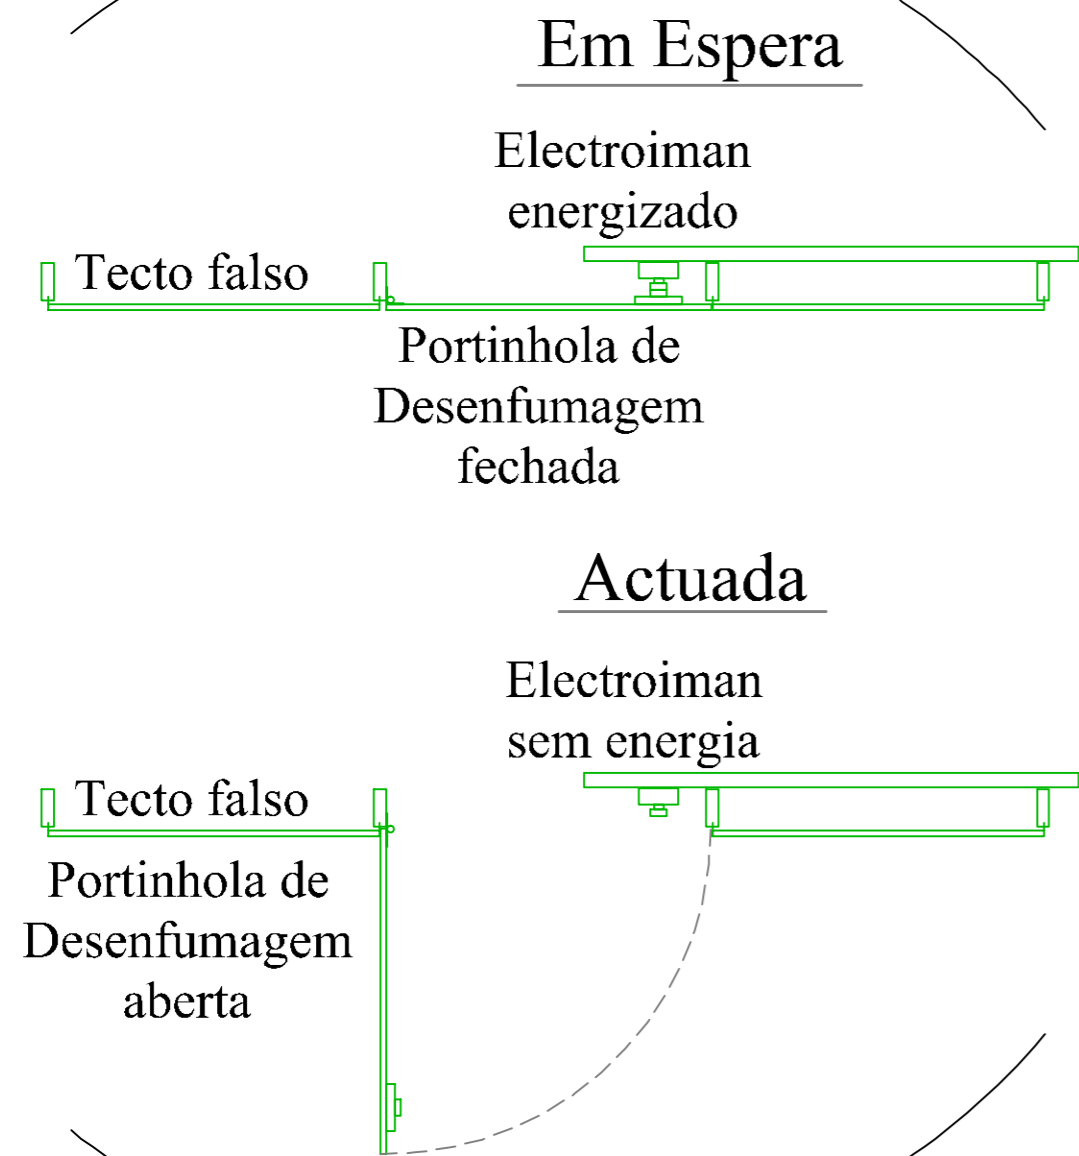 Em Espera
Electroiman
energizado
Tecto falso
Portinhola de
Desenfumagem
fechada
Actuada
Electroiman
sem energia
Tecto falso
Portinhola de
Desenfumagem
aberta